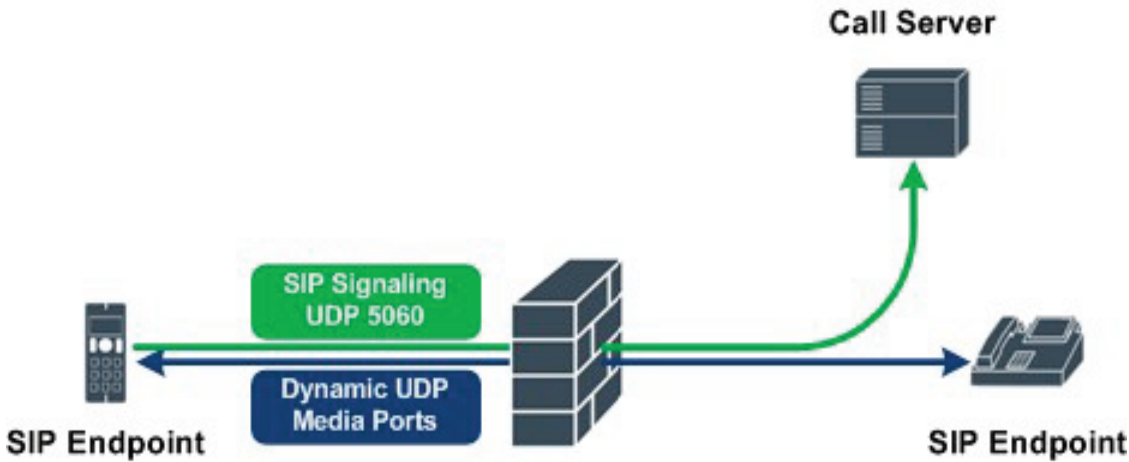 Call Server
SIP Signaling
UDP 5060
Dynamic UDP
Media Ports
SIP Endpoint
SIP Endpoint